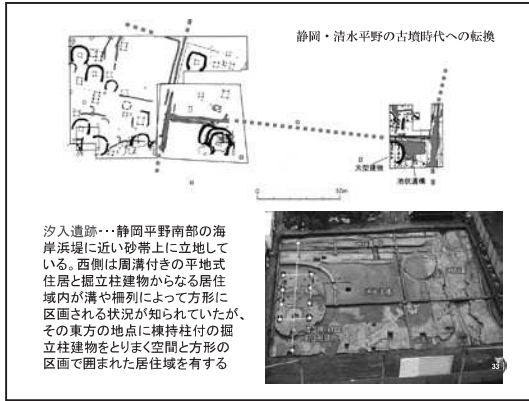 静岡・清水平野の古墳時代への転換
大型建物
池状遺構
0 50m
汐入遺跡･･･静岡平野南部の海
岸浜堤に近い砂帯上に立地して
いる。西側は周溝付きの平地式
住居と掘立柱建物からなる居住
域内が溝や柵列によって方形に
区画される状況が知られていたが、
その東方の地点に棟持柱付の掘
立柱建物をとりまく空間と方形の
区画で囲まれた居住域を有する
33